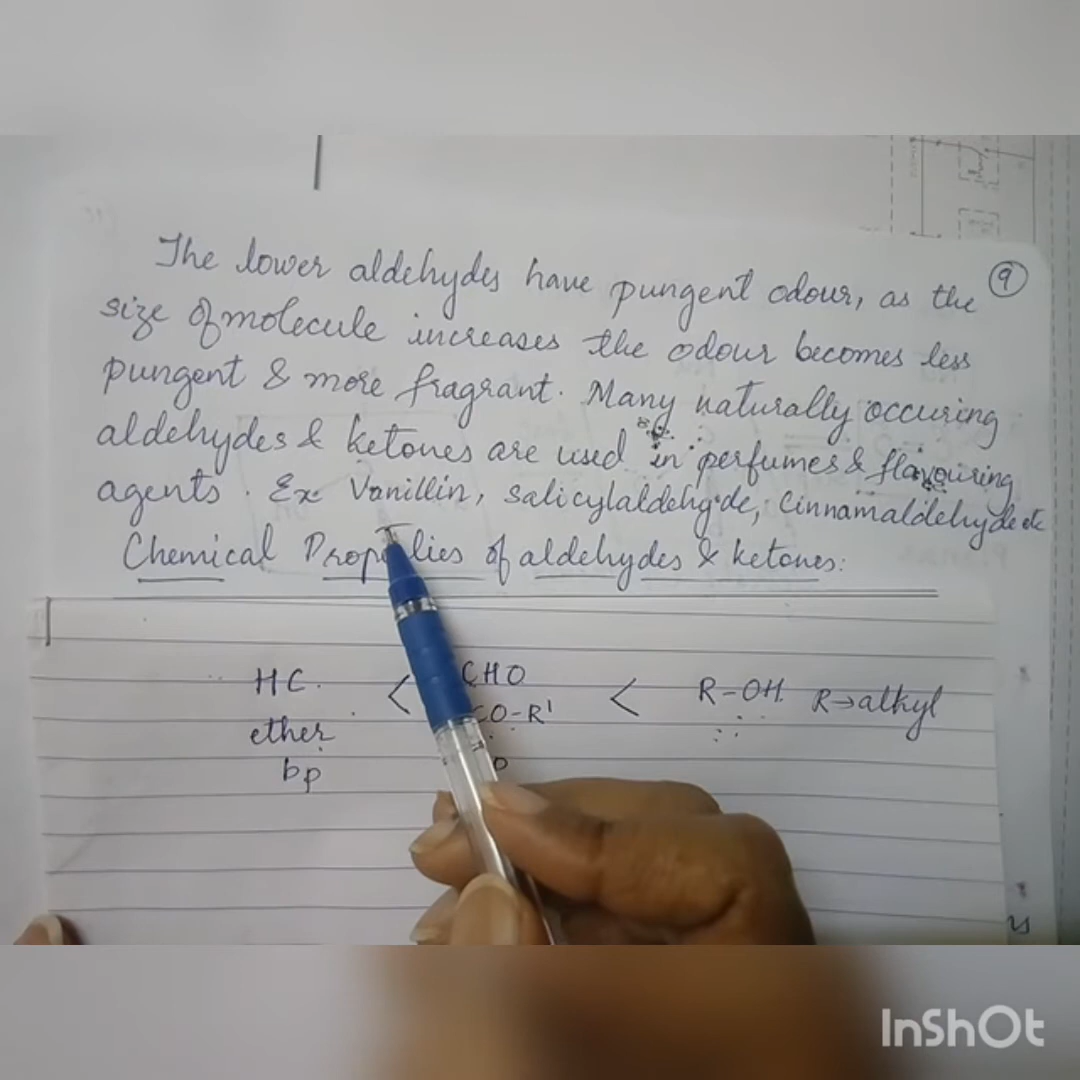 The lower aldehydes have pungent odour, as the
9
size of molecule increases the odour becomes less
pungent & more fragrant. Many naturally occuring
aldehydes & ketones are used in perfumes & flavouring
agents. Ex Vanillin, Salicylaldehyde, Cinnamaldehyde etc
Chemical Properties of aldehydes & ketones:
HC. < CHO < R-OH. R→alkyl
ether CO-R'
bp
InShOt